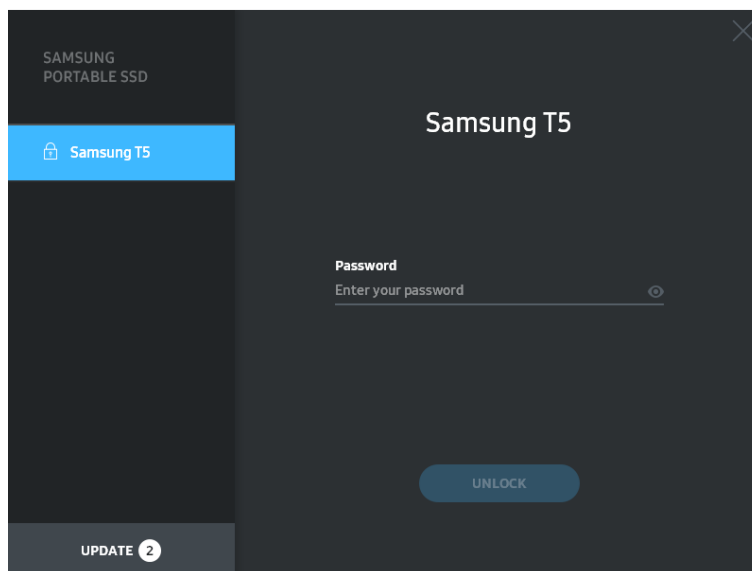 SAMSUNG
PORTABLE SSD
Samsung T5
Samsung T5
Password
Enter your password
UNLOCK
UPDATE 2